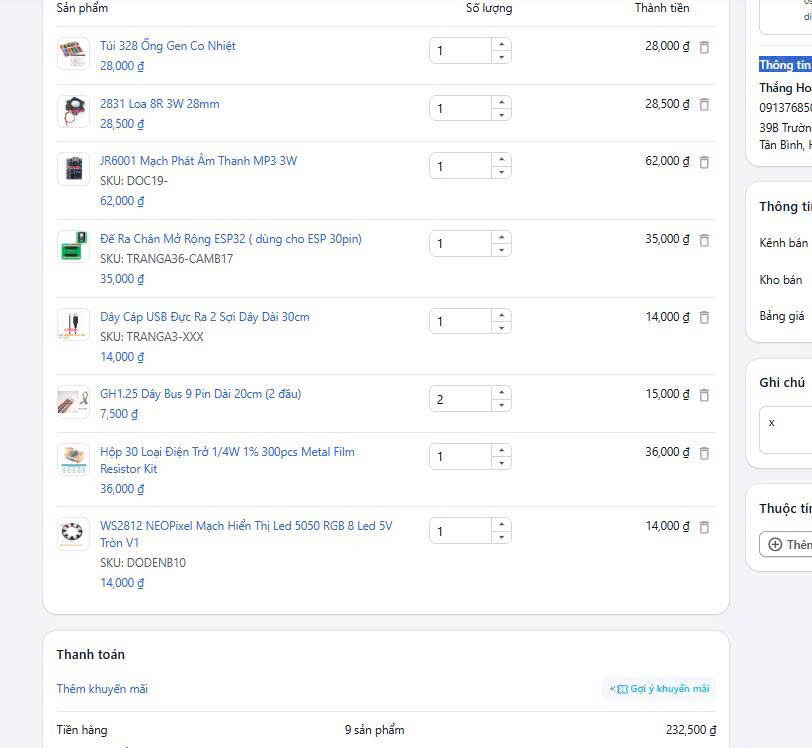 Sản phẩm Số lượng Thành tiền
Túi 328 Ống Gen Co Nhiệt 1 28,000 ₫
28,000 ₫
2831 Loa 8R 3W 28mm 1 28,500 ₫
28,500 ₫
JR6001 Mạch Phát Âm Thanh MP3 3W 1 62,000 ₫
SKU: DOC19-
62,000 ₫
Đế Ra Chân Mở Rộng ESP32 ( dùng cho ESP 30pin) 1 35,000 ₫
SKU: TRANGA36-CAMB17
35,000 ₫
Dây Cáp USB Đực Ra 2 Sợi Dây Dài 30cm 1 14,000 ₫
SKU: TRANGA3-XXX
14,000 ₫
GH1.25 Dây Bus 9 Pin Dài 20cm (2 đầu) 2 15,000 ₫
7,500 ₫
Hộp 30 Loại Điện Trở 1/4W 1% 300pcs Metal Film 1 36,000 ₫
Resistor Kit
36,000 ₫
WS2812 NEOPixel Mạch Hiển Thị Led 5050 RGB 8 Led 5V 1 14,000 ₫
Tròn V1
SKU: DODENB10
14,000 ₫
Thanh toán
Thêm khuyến mãi Gợi ý khuyến mãi
Tiền hàng 9 sản phẩm 232,500 ₫
Thông tin
Thắng Ho
09137685
39B Trườn
Tân Bình, H
Thông ti
Kênh bán
Kho bán
Bảng giá
Ghi chú
x
Thuộc tí
Thên